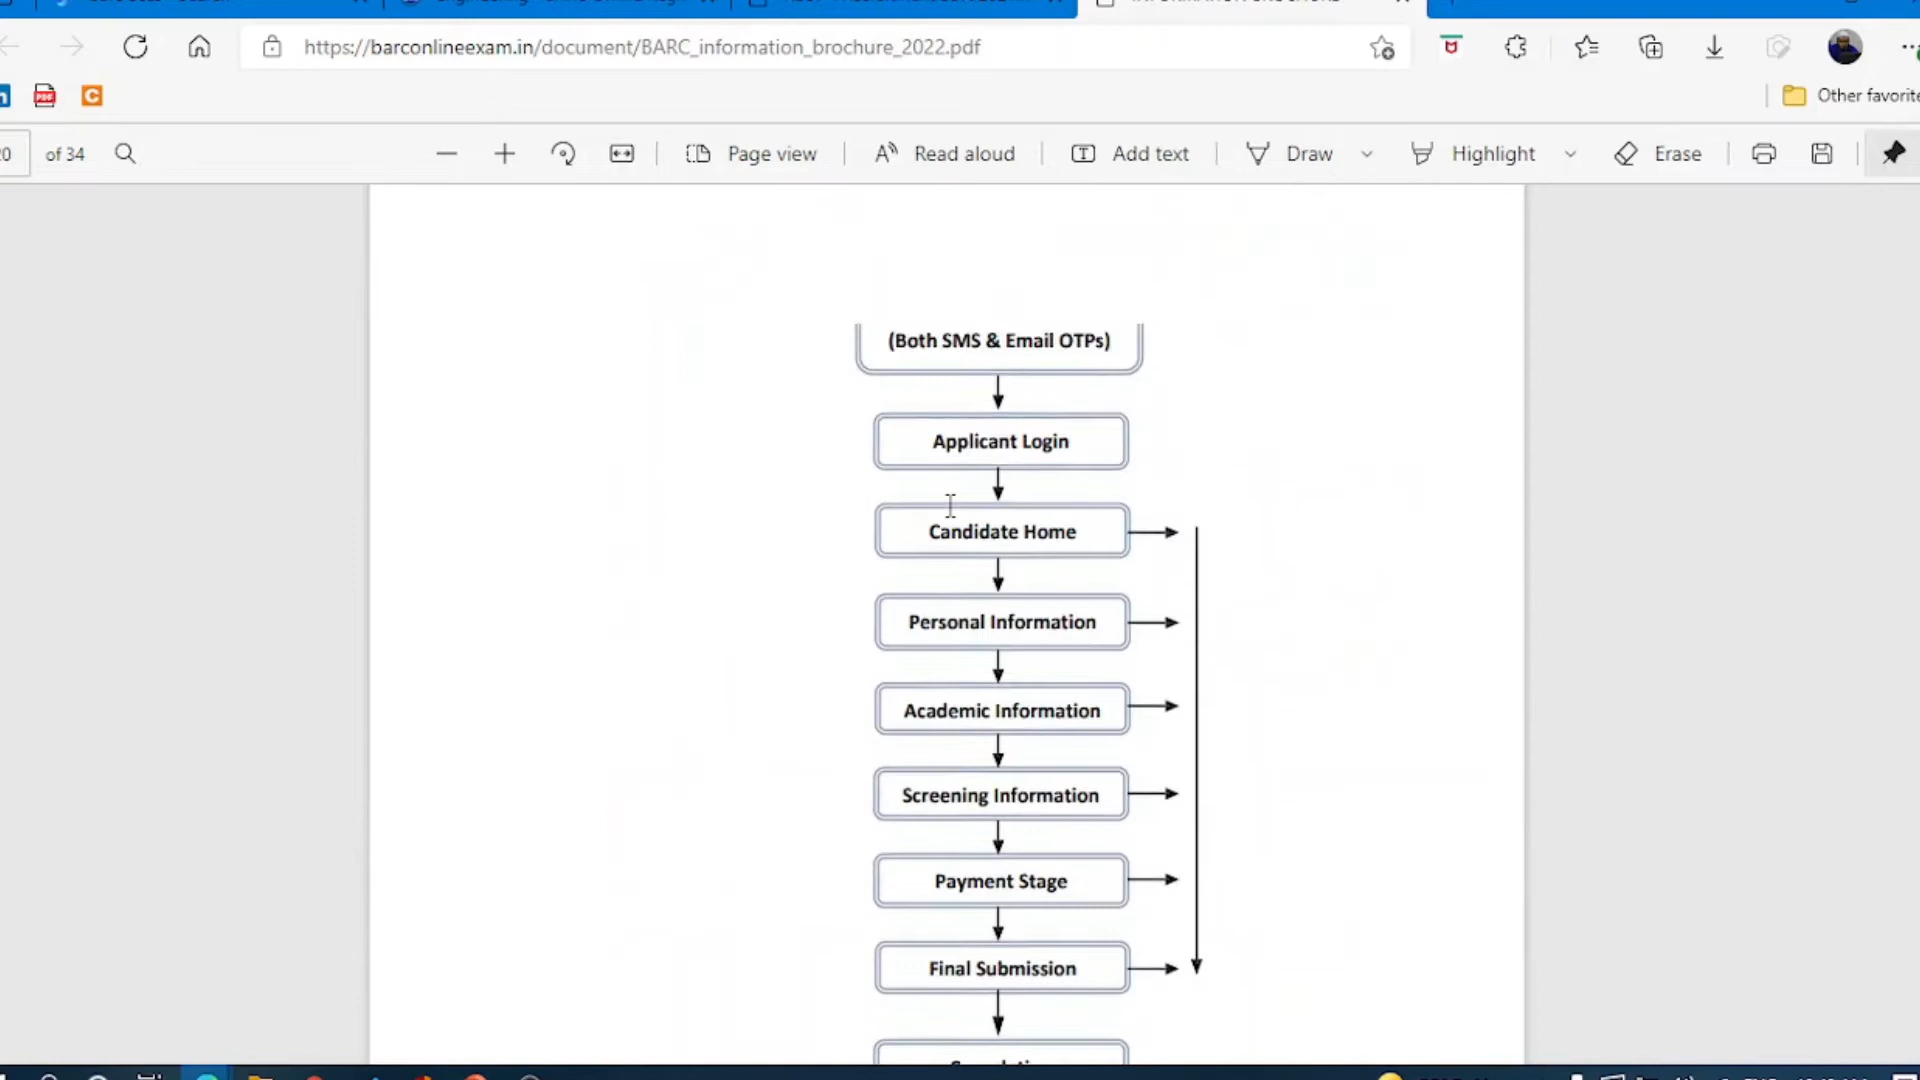 https://barconlineexam.in/document/BARC_information_brochure_2022.pdf
Other favorite
of 34
Page view
Read aloud
Add text
Draw
Highlight
Erase
(Both SMS & Email OTPs)
Applicant Login
Candidate Home
Personal Information
Academic Information
Screening Information
Payment Stage
Final Submission